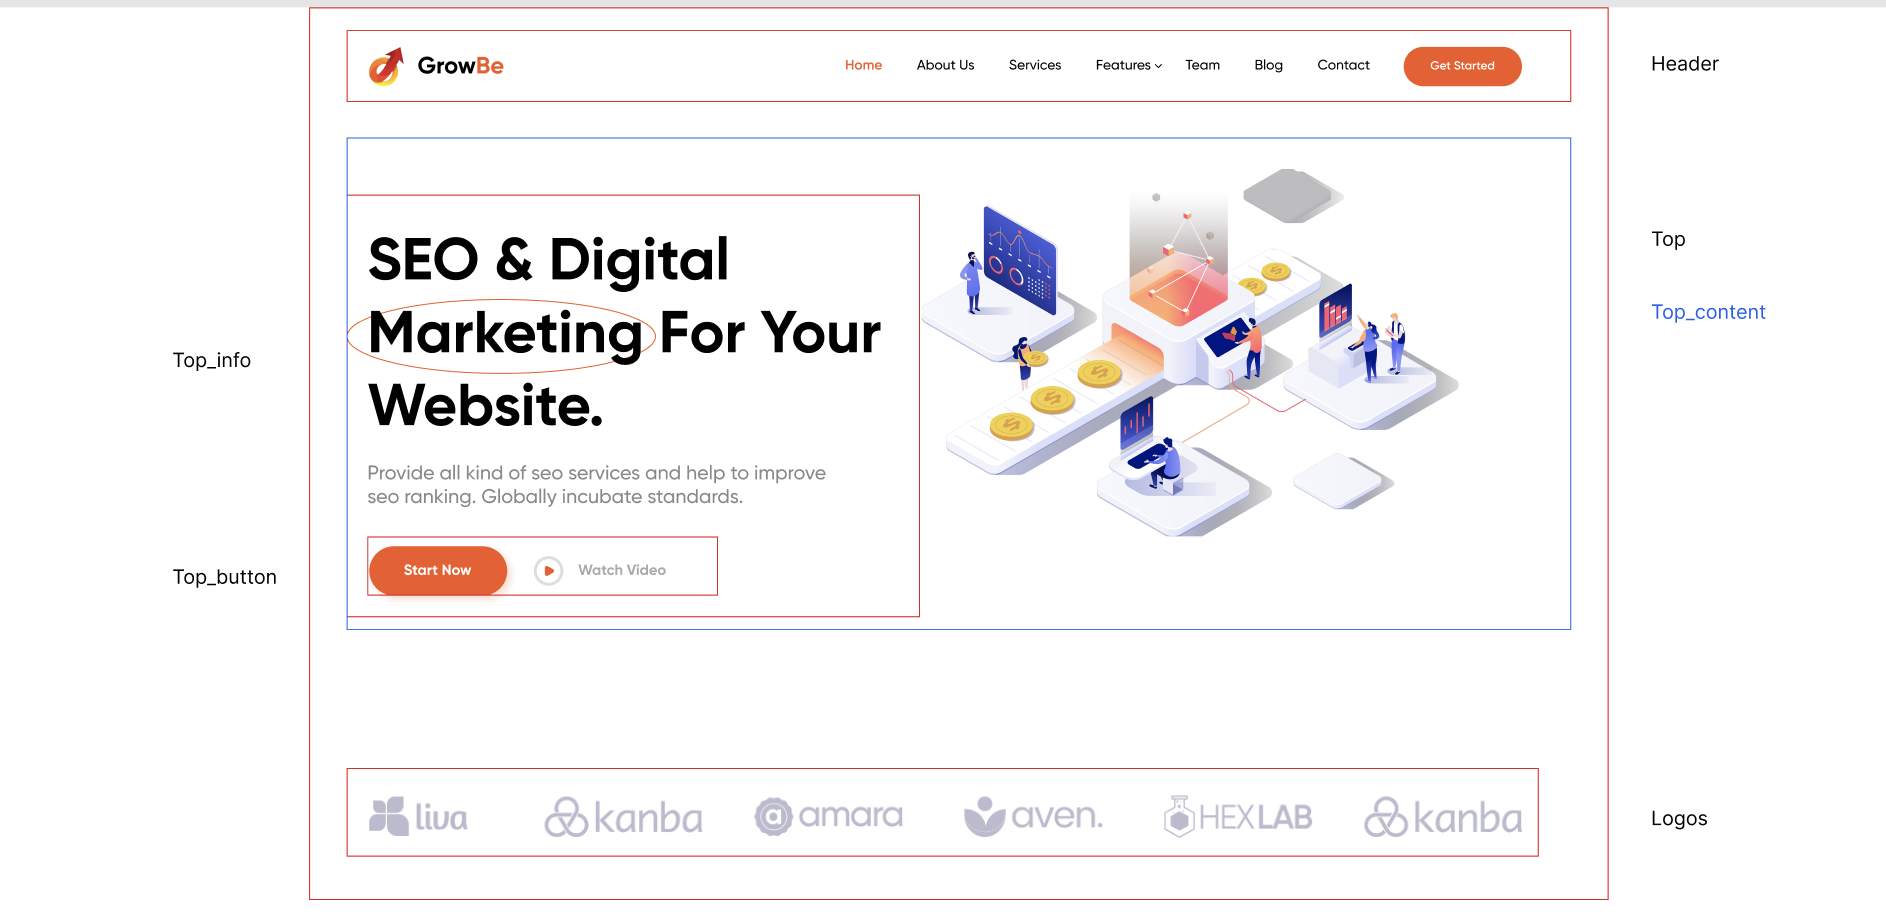 GrowBe
Home About Us Services Features Team Blog Contact Get Started
Header
Top
SEO & Digital
Marketing For Your
Website.
Top_content
Top_info
Provide all kind of seo services and help to improve
seo ranking. Globally incubate standards.
Top_button
Start Now Watch Video
liva kanba amara aven. HEXLAB kanba
Logos